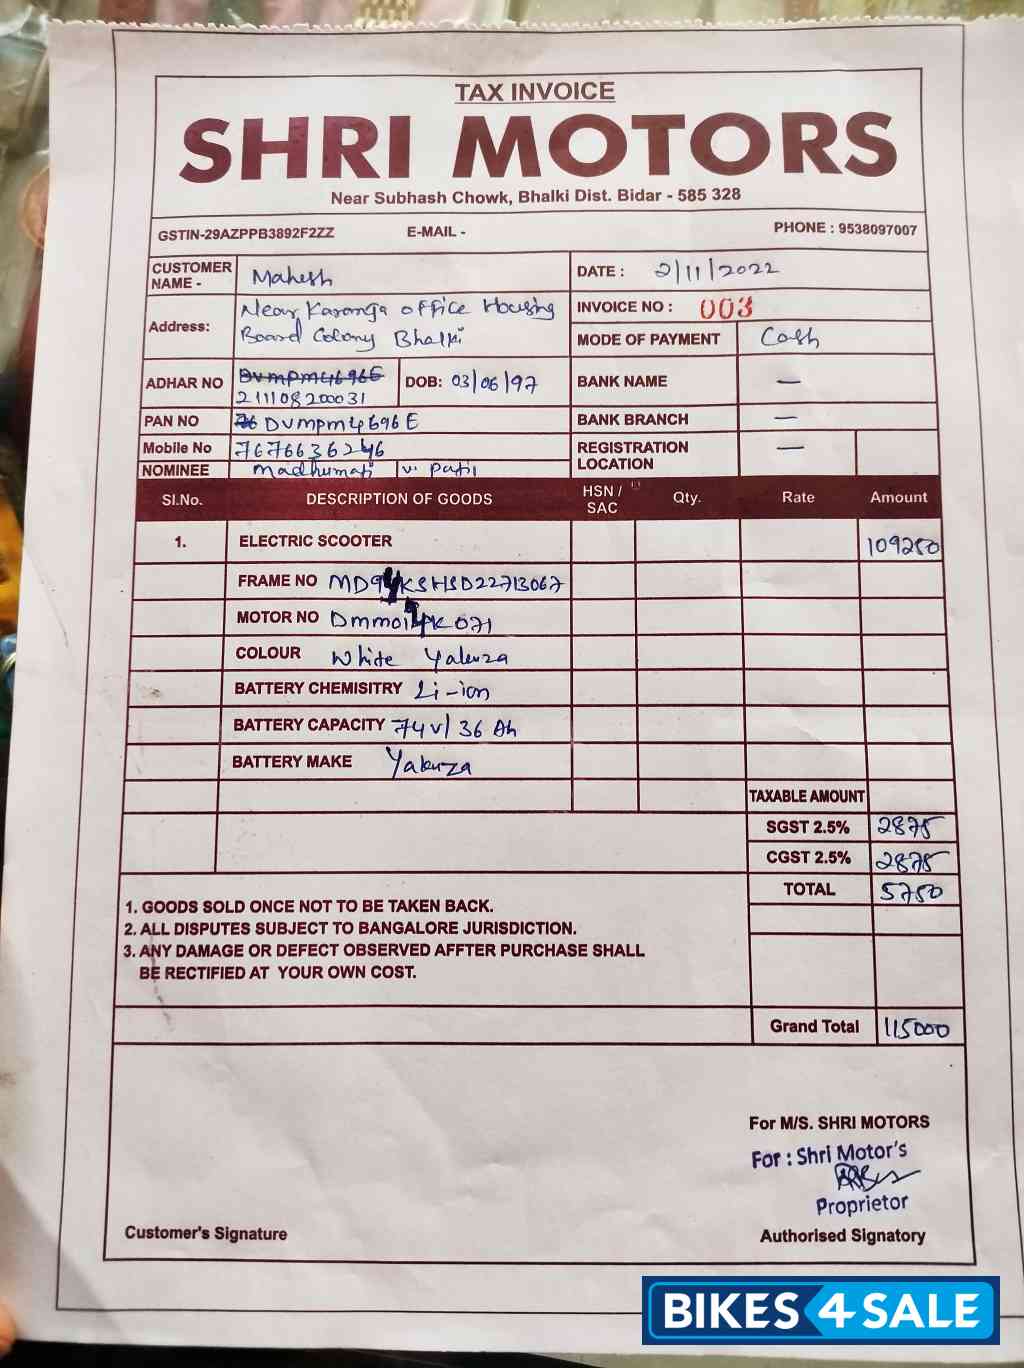 TAX INVOICE
SHRI MOTORS
Near Subhash Chowk, Bhalki Dist. Bidar - 585 328
GSTIN-29AZPPB3892F2ZZ E-MAIL - PHONE : 9538097007
CUSTOMER NAME - Mahesh
DATE : 2/11/2022
Address: Near Karanja office Housing
Board Colony Bhalki
INVOICE NO : 003
MODE OF PAYMENT Cash
ADHAR NO DVMPM4696E
211108200031
DOB: 03/06/97
BANK NAME —
PAN NO DVMPM4696E
BANK BRANCH —
Mobile No 7676636246
REGISTRATION LOCATION —
NOMINEE Madhumati v. Patil
Sl.No. DESCRIPTION OF GOODS HSN / SAC Qty. Rate Amount
1. ELECTRIC SCOOTER 109250
FRAME NO MD94KSHSD22713067
MOTOR NO 071
COLOUR White Yakuza
BATTERY CHEMISITRY Li-ion
BATTERY CAPACITY 74V/36 Ah
BATTERY MAKE Yakuza
TAXABLE AMOUNT
SGST 2.5% 2875
CGST 2.5% 2875
TOTAL 5750
1. GOODS SOLD ONCE NOT TO BE TAKEN BACK.
2. ALL DISPUTES SUBJECT TO BANGALORE JURISDICTION.
3. ANY DAMAGE OR DEFECT OBSERVED AFFTER PURCHASE SHALL
BE RECTIFIED AT YOUR OWN COST.
Grand Total 115000
For M/S. SHRI MOTORS
For : Shri Motor's
Proprietor
Customer's Signature
Authorised Signatory
BIKES4SALE